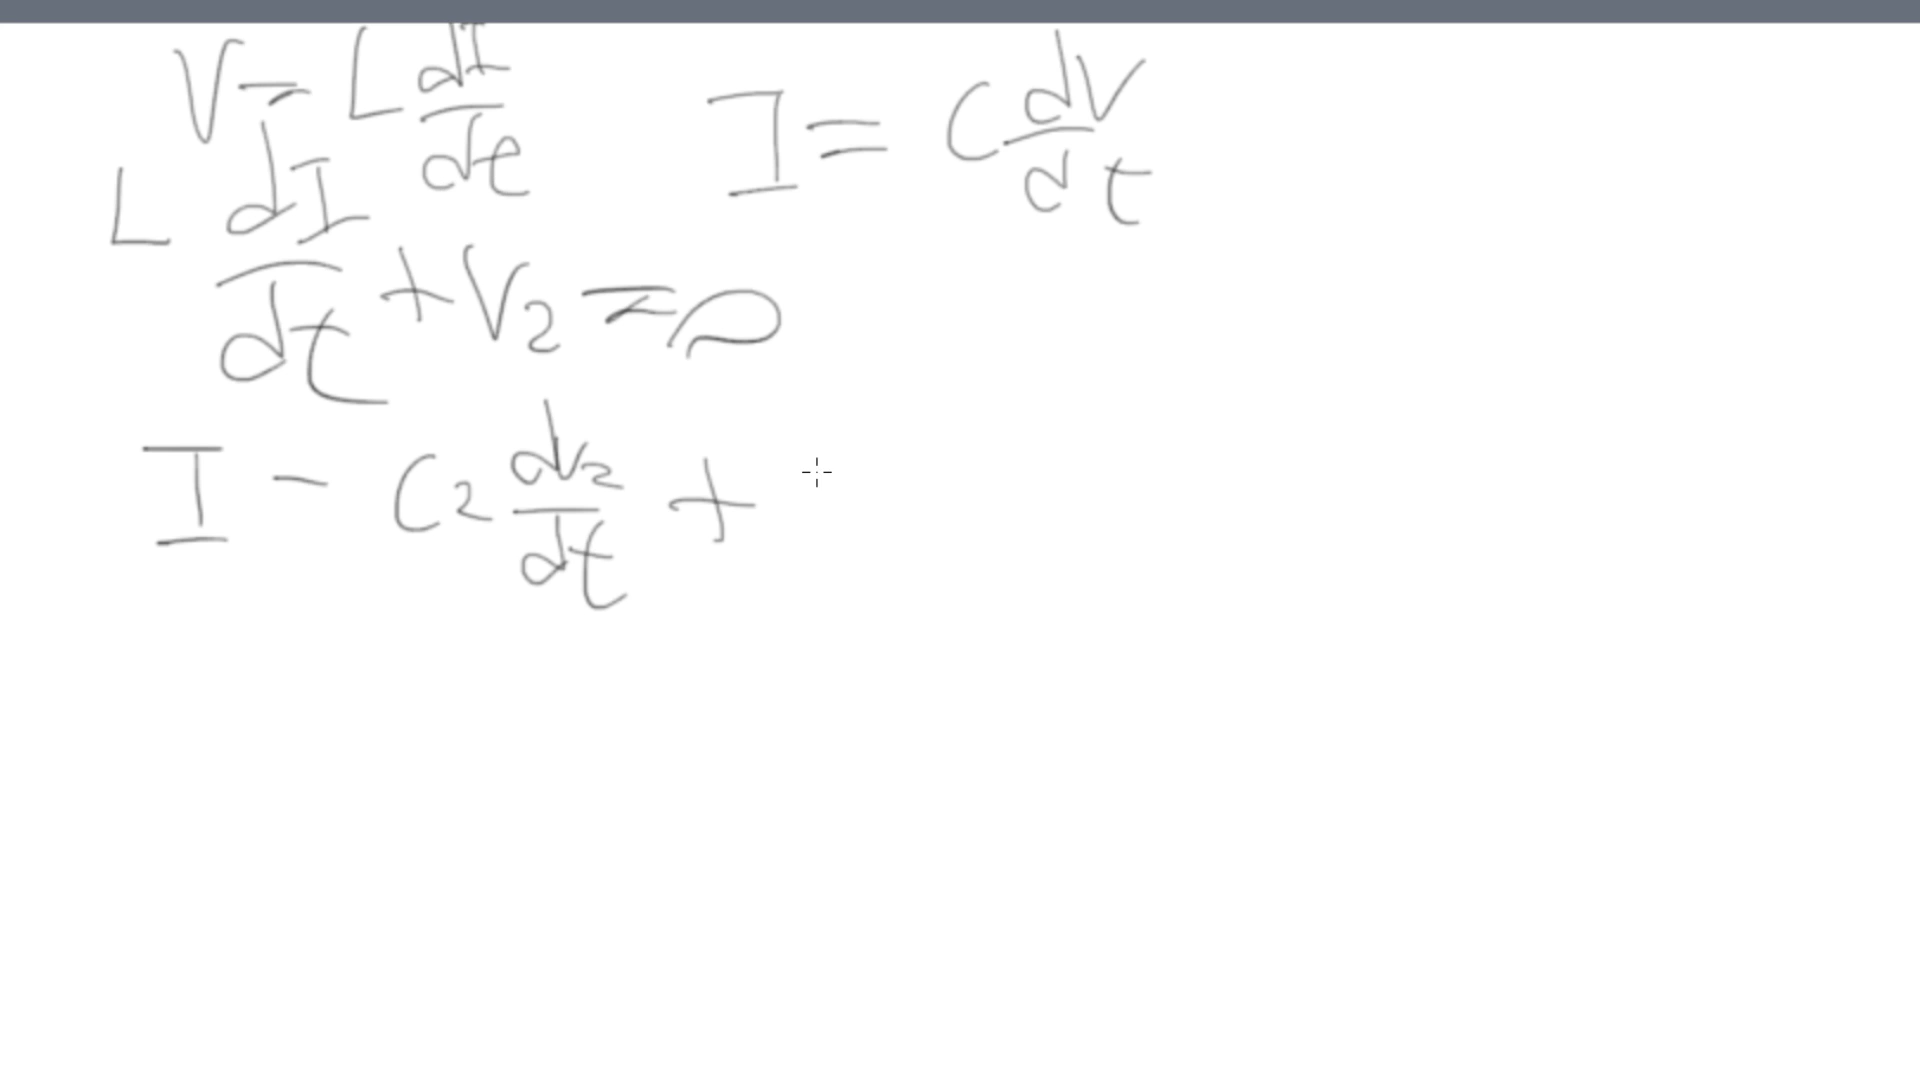 V = L dI/dt
I = C dV/dt
L dI/dt + V2 = 0
I - C2 dV2/dt +